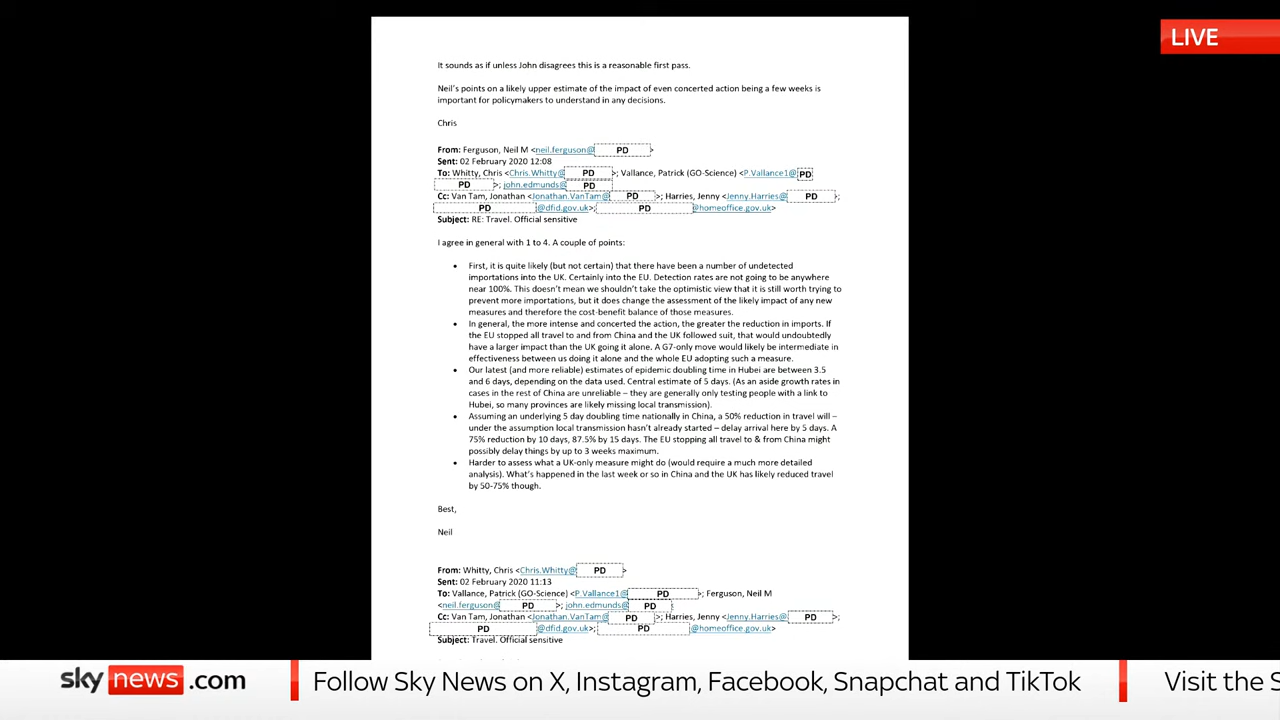 LIVE
It sounds as if unless John disagrees this is a reasonable first pass.
Neil's points on a likely upper estimate of the impact of even concerted action being a few weeks is
important for policymakers to understand in any decisions.
Chris
From: Ferguson, Neil M <neil.ferguson@ PD >
Sent: 02 February 2020 12:08
To: Whitty, Chris <Chris.Whitty@ PD >; Vallance, Patrick (GO-Science) <P.Vallance1@ PD
PD >; john.edmunds@ PD
Cc: Van Tam, Jonathan <Jonathan.VanTam@ PD >; Harries, Jenny <Jenny.Harries@ PD >;
PD @dfid.gov.uk>; PD @homeoffice.gov.uk>
Subject: RE: Travel. Official sensitive
I agree in general with 1 to 4. A couple of points:
• First, it is quite likely (but not certain) that there have been a number of undetected
importations into the UK. Certainly into the EU. Detection rates are not going to be anywhere
near 100%. This doesn't mean we shouldn't take the optimistic view that it is still worth trying to
prevent more importations, but it does change the assessment of the likely impact of any new
measures and therefore the cost-benefit balance of those measures.
• In general, the more intense and concerted the action, the greater the reduction in imports. If
the EU stopped all travel to and from China and the UK followed suit, that would undoubtedly
have a larger impact than the UK going it alone. A G7-only move would likely be intermediate in
effectiveness between us doing it alone and the whole EU adopting such a measure.
• Our latest (and more reliable) estimates of epidemic doubling time in Hubei are between 3.5
and 6 days, depending on the data used. Central estimate of 5 days. (As an aside growth rates in
cases in the rest of China are unreliable – they are generally only testing people with a link to
Hubei, so many provinces are likely missing local transmission).
• Assuming an underlying 5 day doubling time nationally in China, a 50% reduction in travel will –
under the assumption local transmission hasn't already started – delay arrival here by 5 days. A
75% reduction by 10 days, 87.5% by 15 days. The EU stopping all travel to & from China might
possibly delay things by up to 3 weeks maximum.
• Harder to assess what a UK-only measure might do (would require a much more detailed
analysis). What's happened in the last week or so in China and the UK has likely reduced travel
by 50-75% though.
Best,
Neil
From: Whitty, Chris <Chris.Whitty@ PD >
Sent: 02 February 2020 11:13
To: Vallance, Patrick (GO-Science) <P.Vallance1@ PD >; Ferguson, Neil M
<neil.ferguson@ PD >; john.edmunds@ PD
Cc: Van Tam, Jonathan <Jonathan.VanTam@ PD >; Harries, Jenny <Jenny.Harries@ PD >;
PD @dfid.gov.uk>; PD @homeoffice.gov.uk>
Subject: Travel. Official sensitive
sky news .com Follow Sky News on X, Instagram, Facebook, Snapchat and TikTok Visit the S